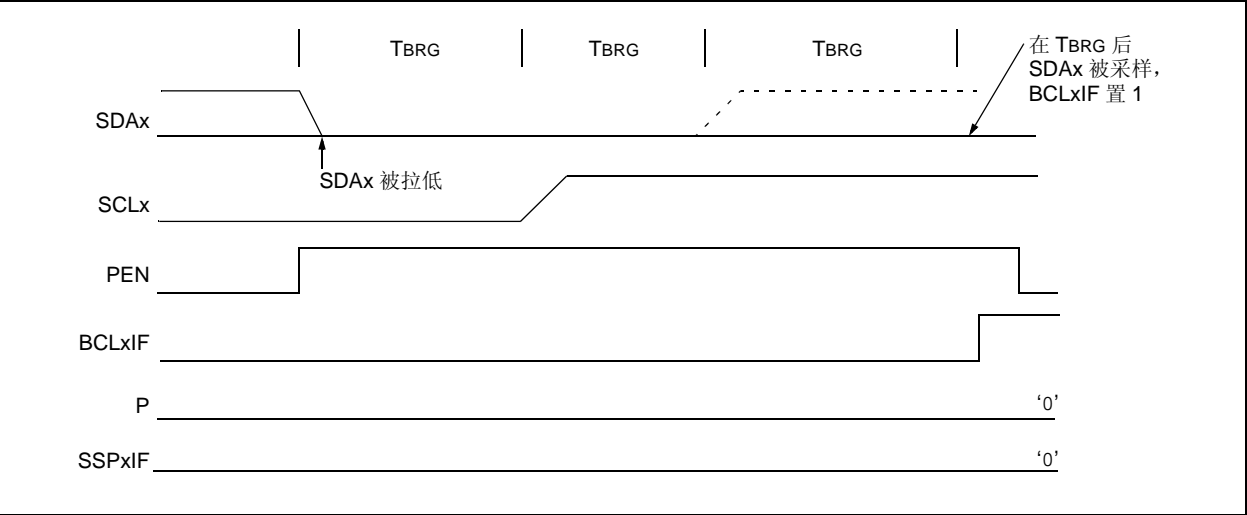 TBRG TBRG TBRG
在 TBRG 后
SDAx 被采样,
BCLxIF 置 1
SDAx
SDAx 被拉低
SCLx
PEN
BCLxIF
P
‘0’
SSPxIF
‘0’